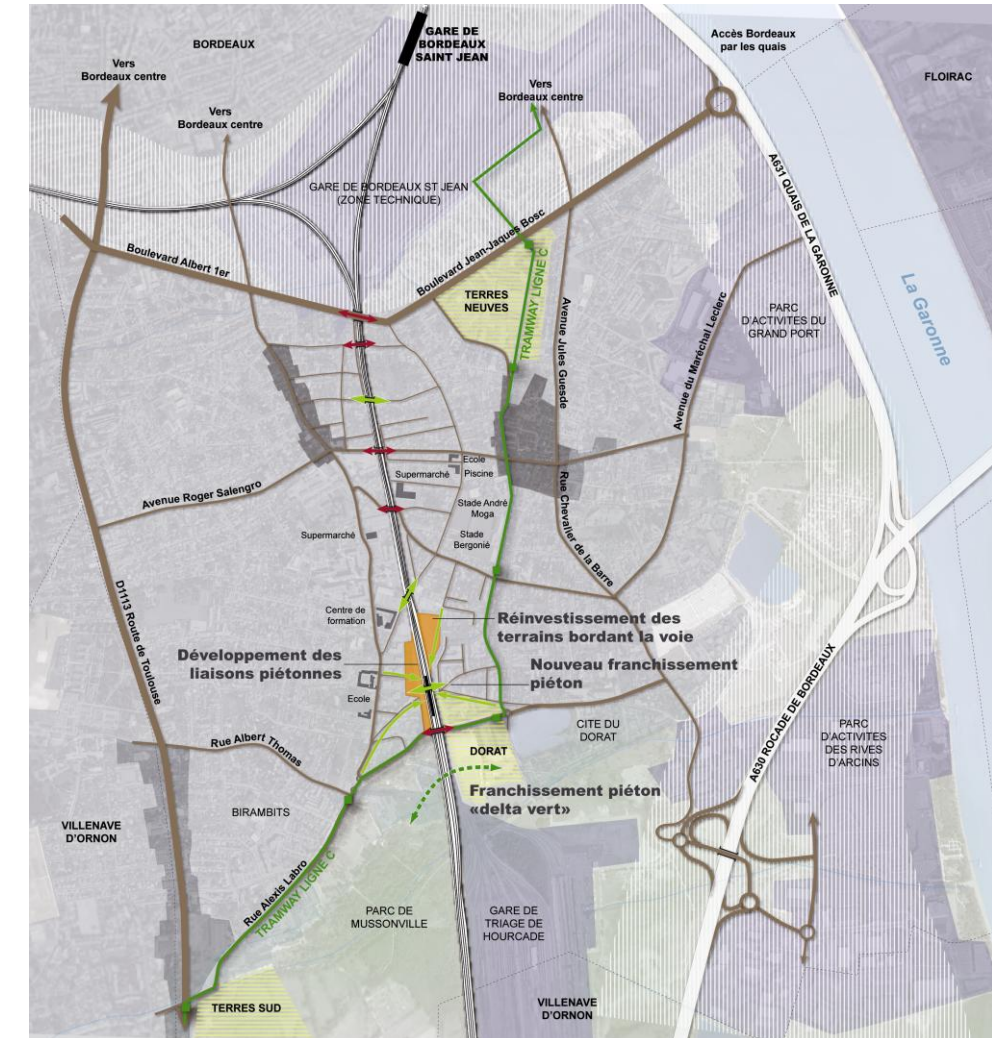 BORDEAUX
GARE DE
BORDEAUX
SAINT JEAN
Accès Bordeaux
par les quais
FLOIRAC
Vers
Bordeaux centre
Vers
Bordeaux centre
Vers
Bordeaux centre
GARE DE BORDEAUX ST JEAN
(ZONE TECHNIQUE)
A631 QUAIS DE LA GARONNE
La Garonne
Boulevard Albert 1er
Boulevard Jean-Jaques Bosc
TERRES
NEUVES
TRAMWAY LIGNE C
Avenue Jules Guesde
Avenue du Maréchal Leclerc
PARC
D'ACTIVITES DU
GRAND PORT
Ecole
Supermarché
Piscine
Avenue Roger Salengro
Stade André
Moga
Rue Chevalier de la Barre
Supermarché
Stade
Bergonié
D1113 Route de Toulouse
Centre de
formation
Réinvestissement des
terrains bordant la voie
Développement des
liaisons piétonnes
Nouveau franchissement
piéton
Ecole
CITE DU
DORAT
A630 ROCADE DE BORDEAUX
PARC
D'ACTIVITES
DES RIVES
D'ARCINS
Rue Albert Thomas
DORAT
Franchissement piéton
«delta vert»
BIRAMBITS
VILLENAVE
D'ORNON
Rue Alexis Labro
TRAMWAY LIGNE C
PARC DE
MUSSONVILLE
GARE DE
TRIAGE DE
HOURCADE
TERRES SUD
VILLENAVE
D'ORNON